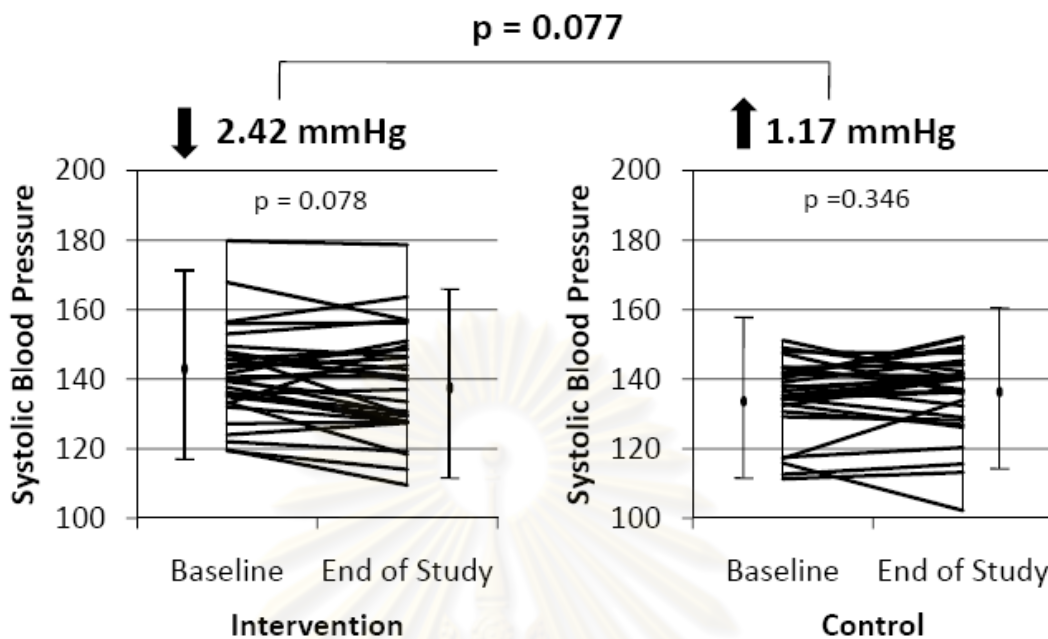 p = 0.077
2.42 mmHg
1.17 mmHg
Systolic Blood Pressure
200
180
160
140
120
100
p = 0.078
Baseline
End of Study
Intervention
Systolic Blood Pressure
200
180
160
140
120
100
p =0.346
Baseline
End of Study
Control